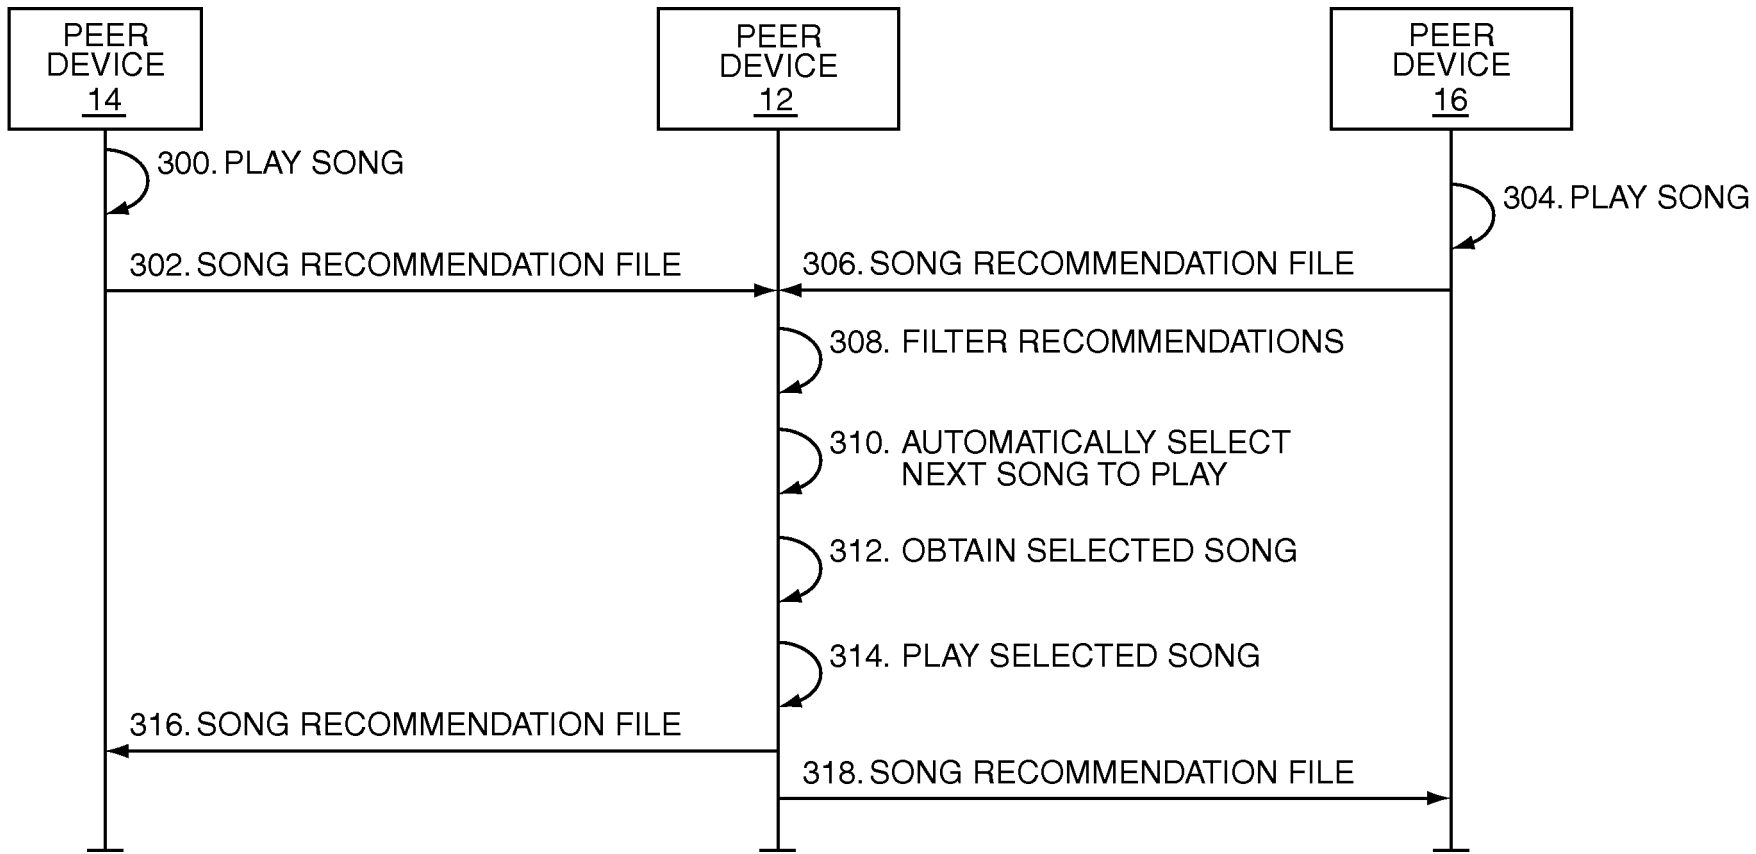 PEER
DEVICE
14
PEER
DEVICE
12
PEER
DEVICE
16
300. PLAY SONG
304. PLAY SONG
302. SONG RECOMMENDATION FILE
306. SONG RECOMMENDATION FILE
308. FILTER RECOMMENDATIONS
310. AUTOMATICALLY SELECT
NEXT SONG TO PLAY
312. OBTAIN SELECTED SONG
314. PLAY SELECTED SONG
316. SONG RECOMMENDATION FILE
318. SONG RECOMMENDATION FILE